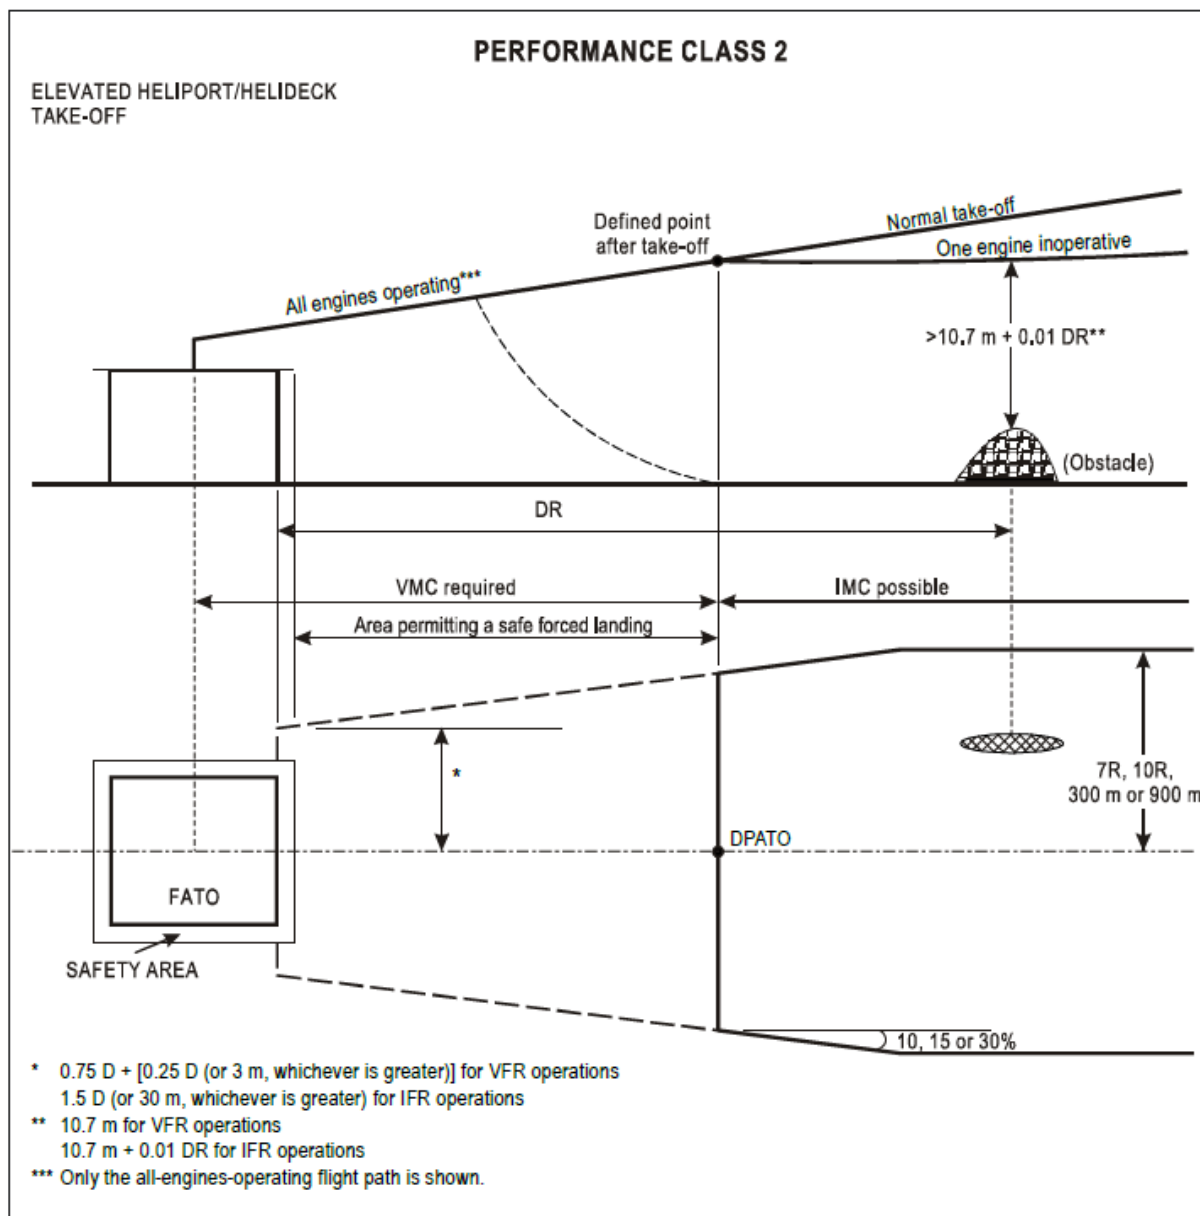 PERFORMANCE CLASS 2
ELEVATED HELIPORT/HELIDECK
TAKE-OFF
Defined point
after take-off
Normal take-off
One engine inoperative
All engines operating***
>10.7 m + 0.01 DR**
(Obstacle)
DR
VMC required
IMC possible
Area permitting a safe forced landing
*
7R, 10R,
300 m or 900 m
DPATO
FATO
SAFETY AREA
10, 15 or 30%
* 0.75 D + [0.25 D (or 3 m, whichever is greater)] for VFR operations
1.5 D (or 30 m, whichever is greater) for IFR operations
** 10.7 m for VFR operations
10.7 m + 0.01 DR for IFR operations
*** Only the all-engines-operating flight path is shown.